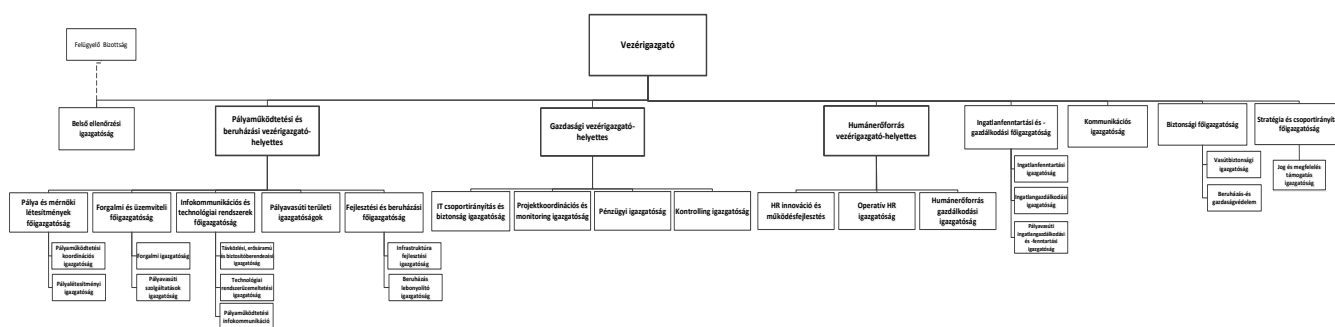 Vezérigazgató
Felügyelő Bizottság
Belső ellenőrzési
igazgatóság
Pályaműködtetési és
beruházási vezérigazgató-
helyettes
Gazdasági vezérigazgató-
helyettes
Humánerőforrás
vezérigazgató-helyettes
Ingatlanfenntartási és -
gazdálkodási főigazgatóság
Kommunikációs
igazgatóság
Biztonsági főigazgatóság
Stratégia és csoportirányítá
főigazgatóság
Pálya és mérnöki
létesítmények
főigazgatóság
Forgalmi és üzemviteli
főigazgatóság
Infokommunikációs és
technológiai rendszerek
főigazgatóság
Pályavasúti területi
igazgatóságok
Fejlesztési és beruházási
főigazgatóság
IT csoportirányítás és
biztonság igazgatóság
Projektkoordinációs és
monitoring igazgatóság
Pénzügyi igazgatóság
Kontrolling igazgatóság
HR innováció és
működésfejlesztés
Operatív HR
igazgatóság
Humánerőforrás
gazdálkodási igazgatóság
Ingatlanfenntartási
igazgatóság
Ingatlangazdálkodási
igazgatóság
Pályavasúti
ingatlangazdálkodási
és -fenntartási
igazgatóság
Vasútbiztonsági
igazgatóság
Beruházás-és
gazdaságvédelem
Jog és megfelelés
támogatás
igazgatóság
Pályaműködtetési
koordinációs
igazgatóság
Pályalétesítményi
igazgatóság
Forgalmi igazgatóság
Pályavasúti
szolgáltatások
igazgatóság
Távközlési, erősáramú
és biztosítóberendezési
igazgatóság
Technológiai
rendszerüzemeltetési
igazgatóság
Pályaműködtetési
infokommunikáció
Infrastruktúra
fejlesztési
igazgatóság
Beruházás
lebonyolító
igazgatóság